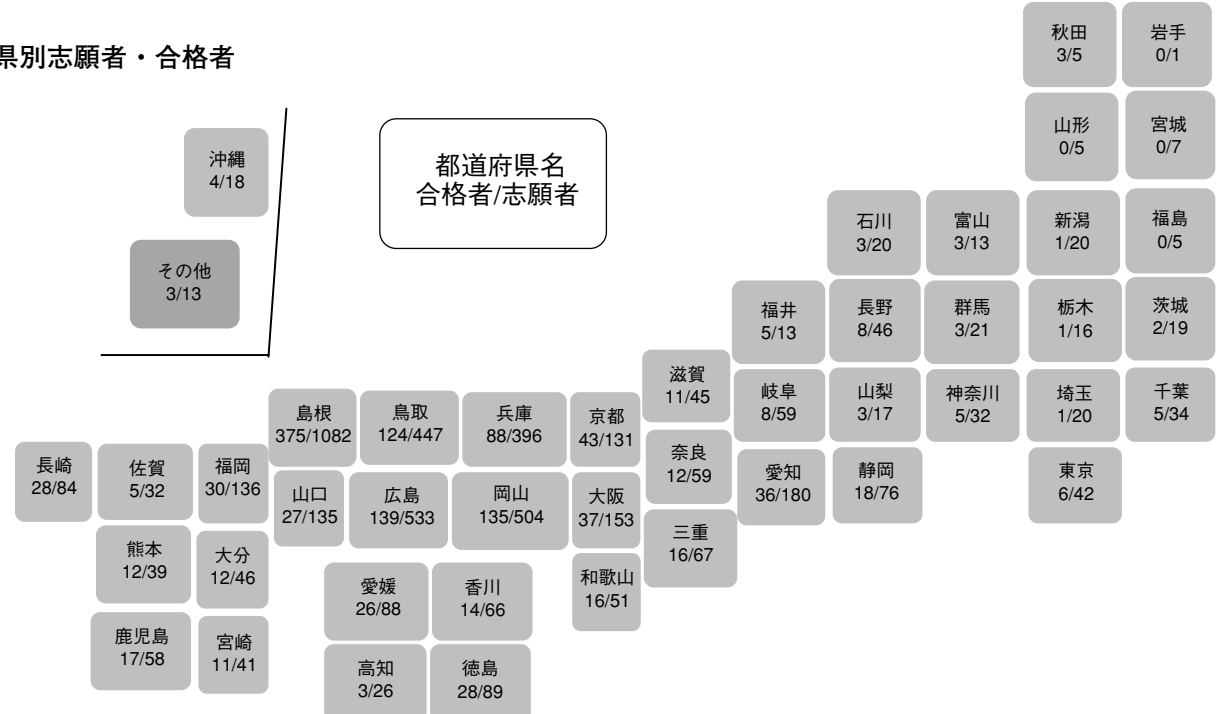 県別志願者・合格者
秋田
3/5
岩手
0/1
山形
0/5
宮城
0/7
沖縄
4/18
都道府県名
合格者/志願者
石川
3/20
富山
3/13
新潟
1/20
福島
0/5
その他
3/13
福井
5/13
長野
8/46
群馬
3/21
栃木
1/16
茨城
2/19
滋賀
11/45
岐阜
8/59
山梨
3/17
神奈川
5/32
埼玉
1/20
千葉
5/34
島根
375/1082
鳥取
124/447
兵庫
88/396
京都
43/131
奈良
12/59
長崎
28/84
佐賀
5/32
福岡
30/136
山口
27/135
広島
139/533
岡山
135/504
大阪
37/153
愛知
36/180
静岡
18/76
東京
6/42
三重
16/67
熊本
12/39
大分
12/46
愛媛
26/88
香川
14/66
和歌山
16/51
鹿児島
17/58
宮崎
11/41
高知
3/26
徳島
28/89